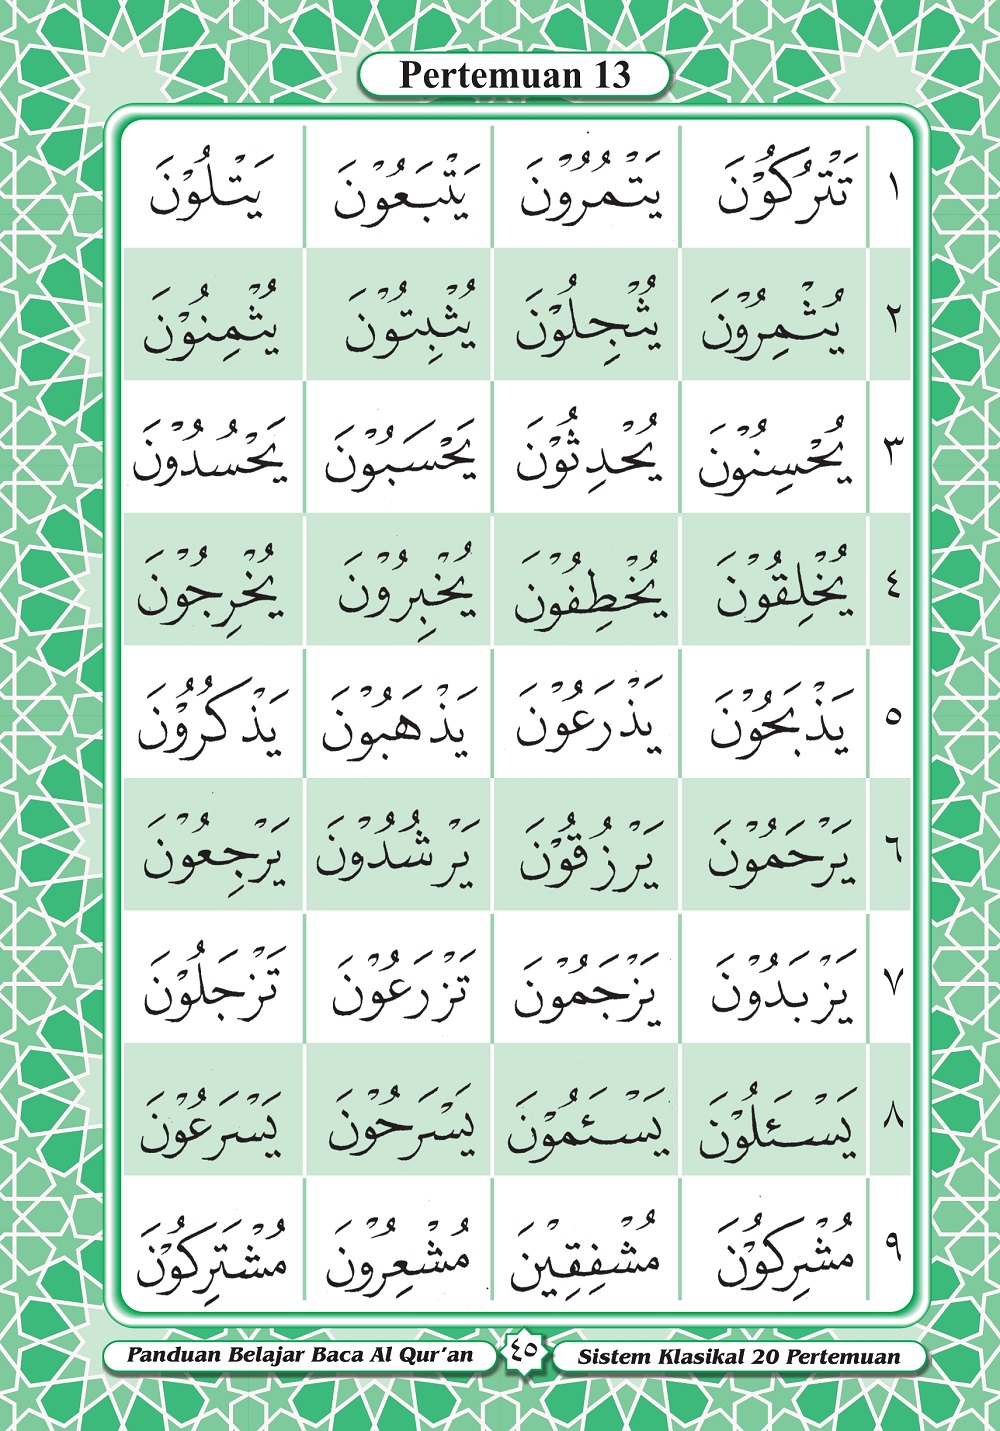 Pertemuan 13
١ تَتْرُكُوْنَ يَتْمُرُوْنَ يَتْبَعُوْنَ يَتْلُوْنَ
٢ يُثْمِرُوْنَ يُثْجِلُوْنَ يُثْبِتُوْنَ يُثْمِنُوْنَ
٣ يُحْسِنُوْنَ يُحْدِثُوْنَ يَحْسَبُوْنَ يَحْسُدُوْنَ
٤ يُخْلِقُوْنَ يُخْطِفُوْنَ يُخْبِرُوْنَ يُخْرِجُوْنَ
٥ يَذْبَحُوْنَ يَذْرَعُوْنَ يَذْهَبُوْنَ يَذْكُرُوْنَ
٦ يَرْحَمُوْنَ يَرْزُقُوْنَ يَرْشُدُوْنَ يَرْجِعُوْنَ
٧ يَزْبَدُوْنَ يَزْجَمُوْنَ تَزْرَعُوْنَ تَزْجَلُوْنَ
٨ يَسْئَلُوْنَ يَسْئَمُوْنَ يَسْرَحُوْنَ يَسْرَعُوْنَ
٩ مُشْرِكُوْنَ مُشْفِقِيْنَ مُشْعِرُوْنَ مُشْتَرِكُوْنَ
Panduan Belajar Baca Al Qur'an ٤٥ Sistem Klasikal 20 Pertemuan